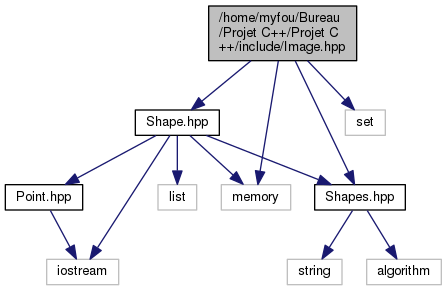 /home/myfou/Bureau
/Projet C++/Projet C
++/include/Image.hpp
Shape.hpp
set
Point.hpp
list
memory
Shapes.hpp
iostream
string
algorithm